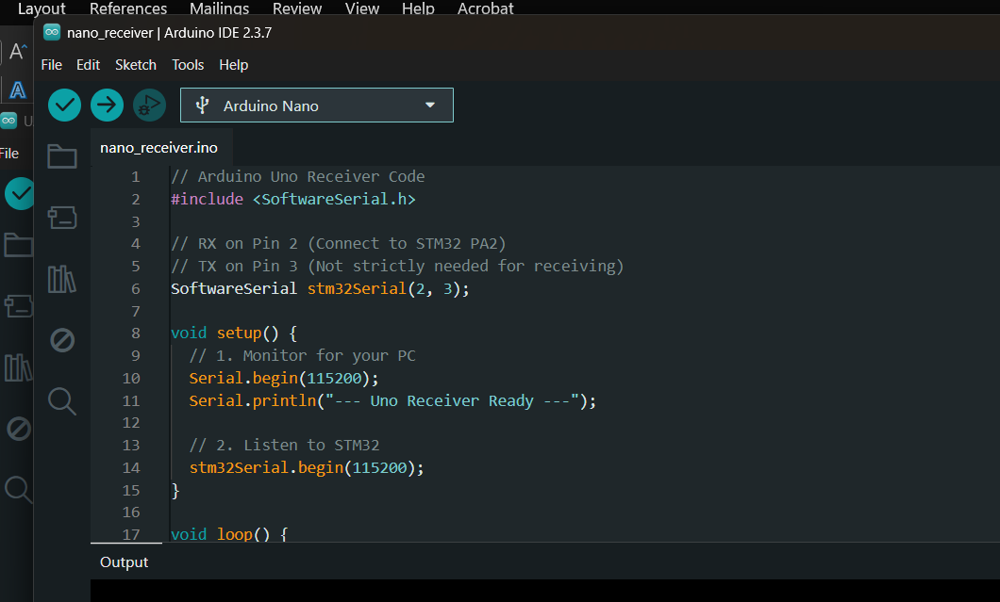 Layout References Mailings Review View Help Acrobat
nano_receiver | Arduino IDE 2.3.7
File Edit Sketch Tools Help
Arduino Nano
U
File
nano_receiver.ino
1 // Arduino Uno Receiver Code
2 #include <SoftwareSerial.h>
3
4 // RX on Pin 2 (Connect to STM32 PA2)
5 // TX on Pin 3 (Not strictly needed for receiving)
6 SoftwareSerial stm32Serial(2, 3);
7
8 void setup() {
9 // 1. Monitor for your PC
10 Serial.begin(115200);
11 Serial.println("--- Uno Receiver Ready ---");
12
13 // 2. Listen to STM32
14 stm32Serial.begin(115200);
15 }
16
17 void loop() {
Output